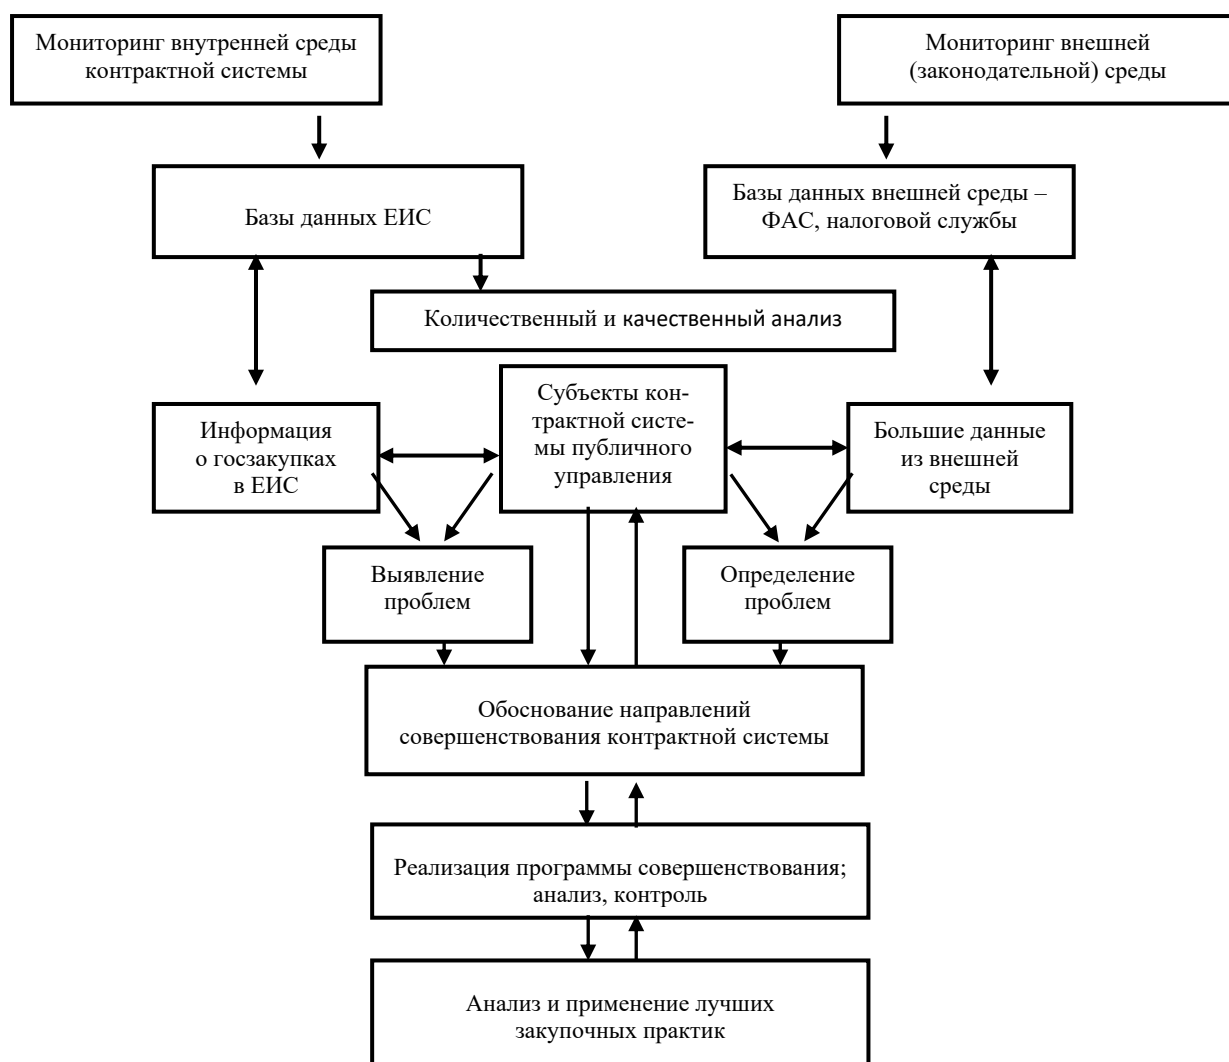 Мониторинг внутренней среды
контрактной системы
Мониторинг внешней
(законодательной) среды
Базы данных ЕИС
Базы данных внешней среды –
ФАС, налоговой службы
Количественный и качественный анализ
Информация
о госзакупках
в ЕИС
Субъекты кон-
трактной систе-
мы публичного
управления
Большие данные
из внешней
среды
Выявление
проблем
Определение
проблем
Обоснование направлений
совершенствования контрактной системы
Реализация программы совершенствования;
анализ, контроль
Анализ и применение лучших
закупочных практик